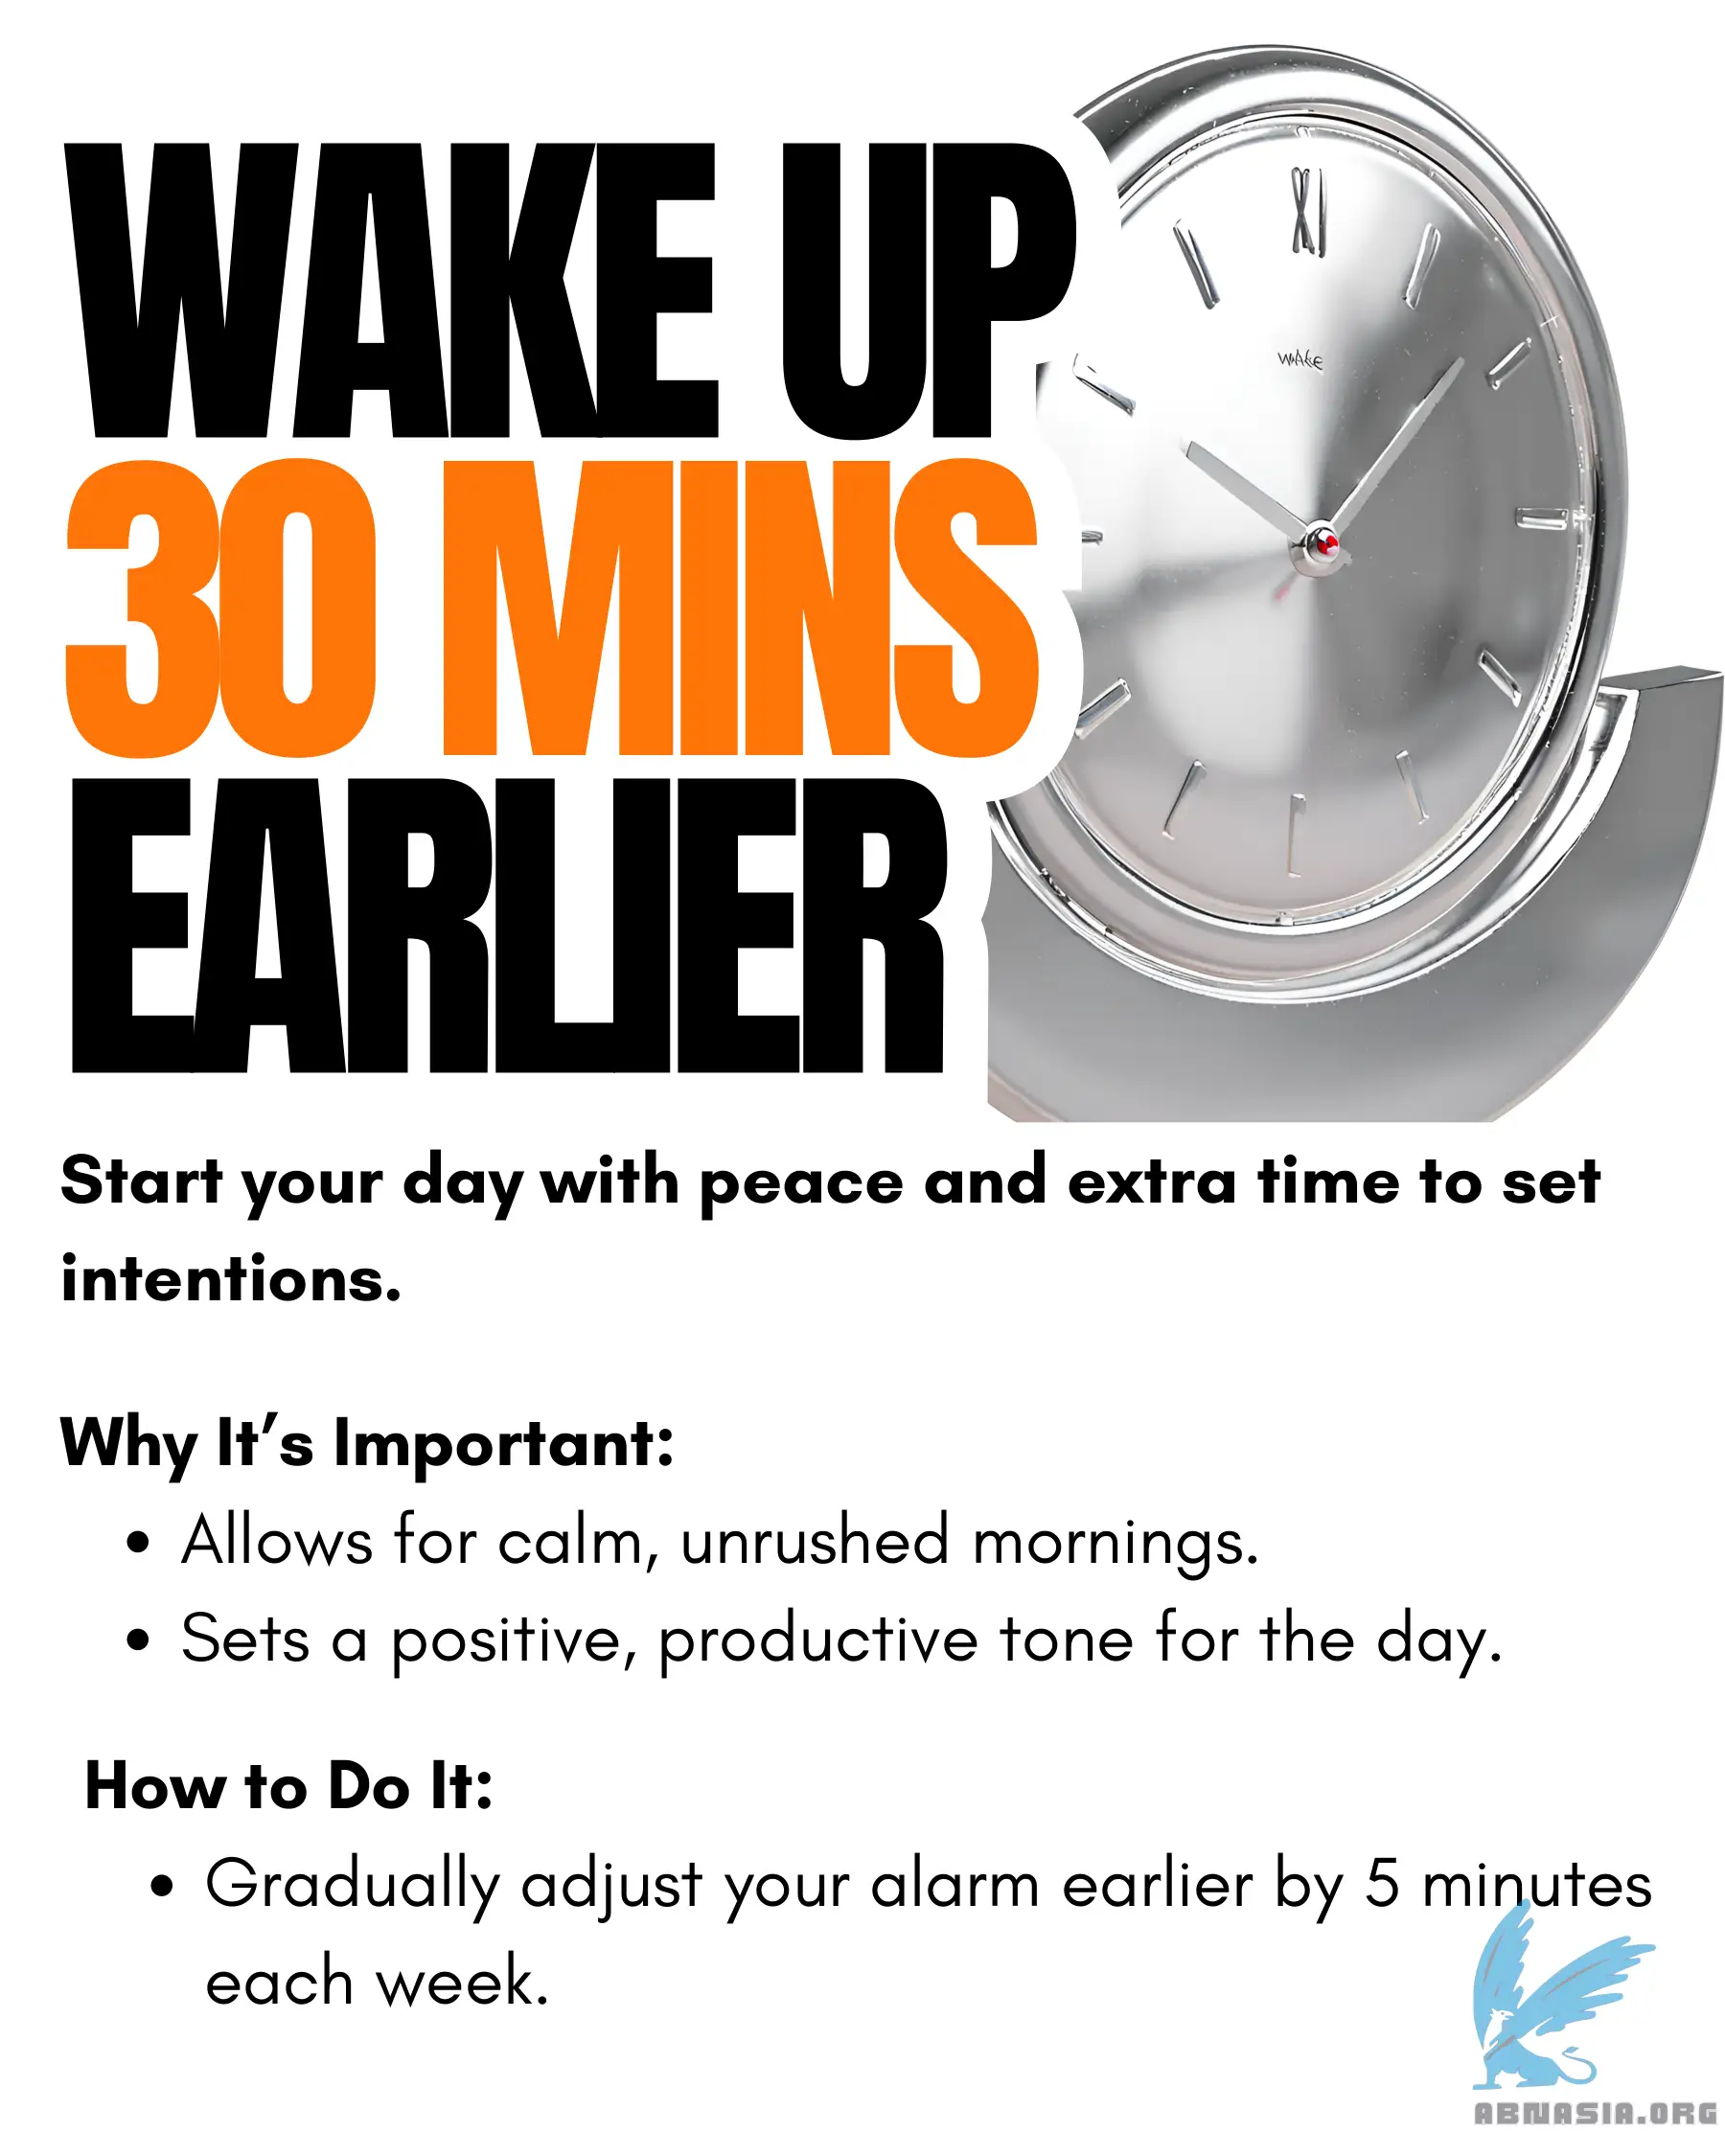 WAKE UP
30 MINS
EARLIER
XII
WAKE
Start your day with peace and extra time to set
intentions.
Why It’s Important:
• Allows for calm, unrushed mornings.
• Sets a positive, productive tone for the day.
How to Do It:
• Gradually adjust your alarm earlier by 5 minutes
each week.
ABNASIA.ORG